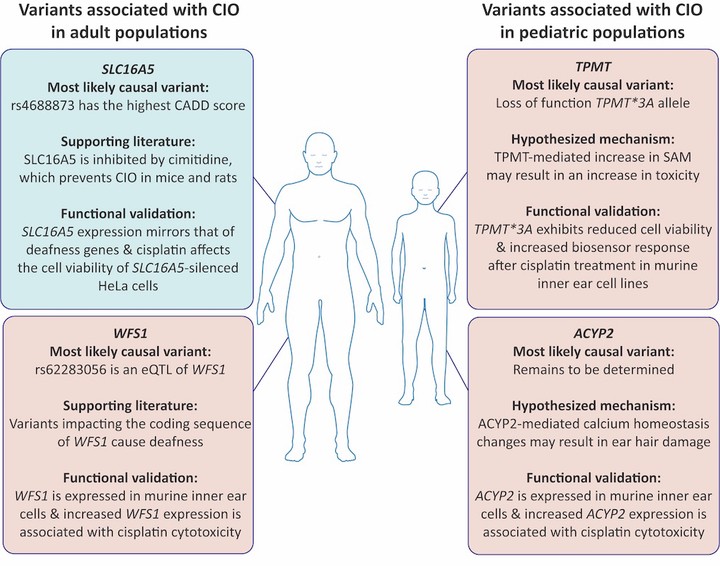 Variants associated with CIO
in adult populations
SLC16A5
Most likely causal variant:
rs4688873 has the highest CADD score
Supporting literature:
SLC16A5 is inhibited by cimitidine,
which prevents CIO in mice and rats
Functional validation:
SLC16A5 expression mirrors that of
deafness genes & cisplatin affects
the cell viability of SLC16A5-silenced
HeLa cells
WFS1
Most likely causal variant:
rs62283056 is an eQTL of WFS1
Supporting literature:
Variants impacting the coding sequence
of WFS1 cause deafness
Functional validation:
WFS1 is expressed in murine inner ear
cells & increased WFS1 expression is
associated with cisplatin cytotoxicity
Variants associated with CIO
in pediatric populations
TPMT
Most likely causal variant:
Loss of function TPMT*3A allele
Hypothesized mechanism:
TPMT-mediated increase in SAM
may result in an increase in toxicity
Functional validation:
TPMT*3A exhibits reduced cell viability
& increased biosensor response
after cisplatin treatment in murine
inner ear cell lines
ACYP2
Most likely causal variant:
Remains to be determined
Hypothesized mechanism:
ACYP2-mediated calcium homeostasis
changes may result in ear hair damage
Functional validation:
ACYP2 is expressed in murine inner ear
cells & increased ACYP2 expression is
associated with cisplatin cytotoxicity